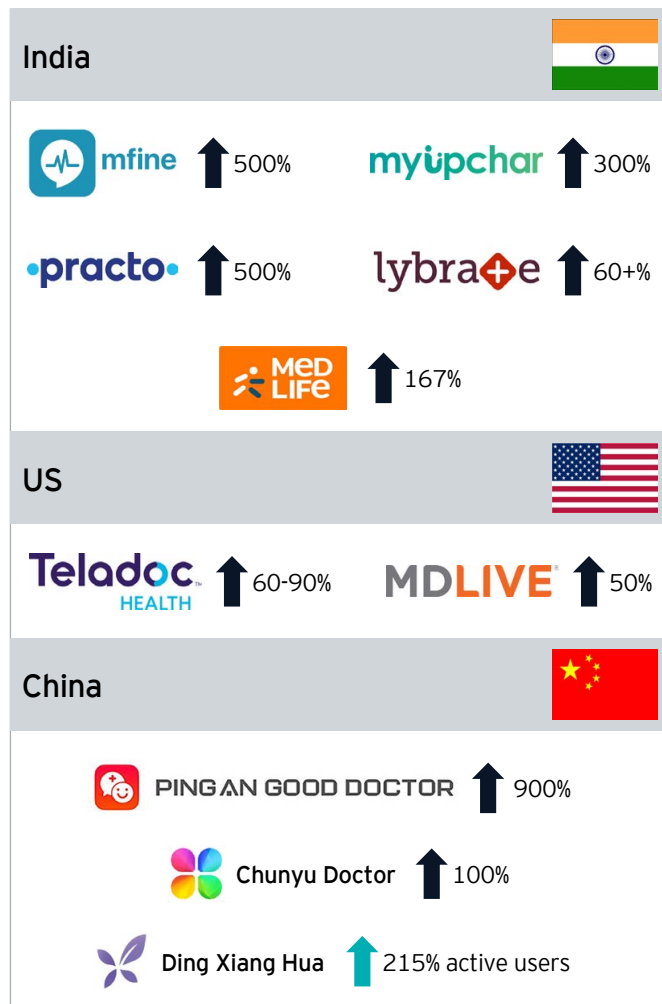 India
mfine 500%
myupchar 300%
•practo• 500%
lybrate 60+%
MeD
LiFe 167%
US
Teladoc™ 60-90%
HEALTH
MDLIVE 50%
China
PING AN GOOD DOCTOR 900%
Chunyu Doctor 100%
Ding Xiang Hua 215% active users